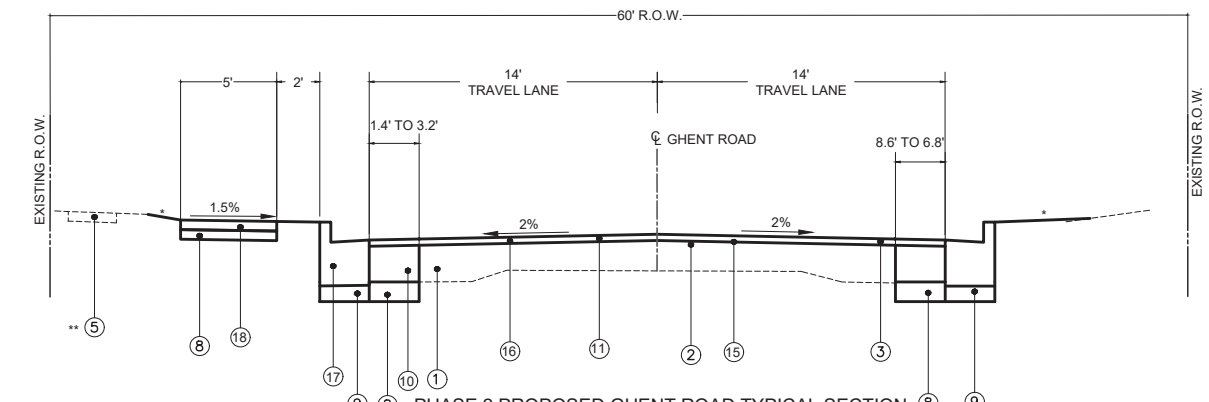 60' R.O.W.
5'
2'
14'
TRAVEL LANE
14'
TRAVEL LANE
1.4' TO 3.2'
℄ GHENT ROAD
8.6' TO 6.8'
EXISTING R.O.W.
EXISTING R.O.W.
*
1.5%
2%
2%
*
** 5
8
18
17
10
1
16
11
2
15
3
8
9
PHASE 2 PROPOSED GHENT ROAD TYPICAL SECTION